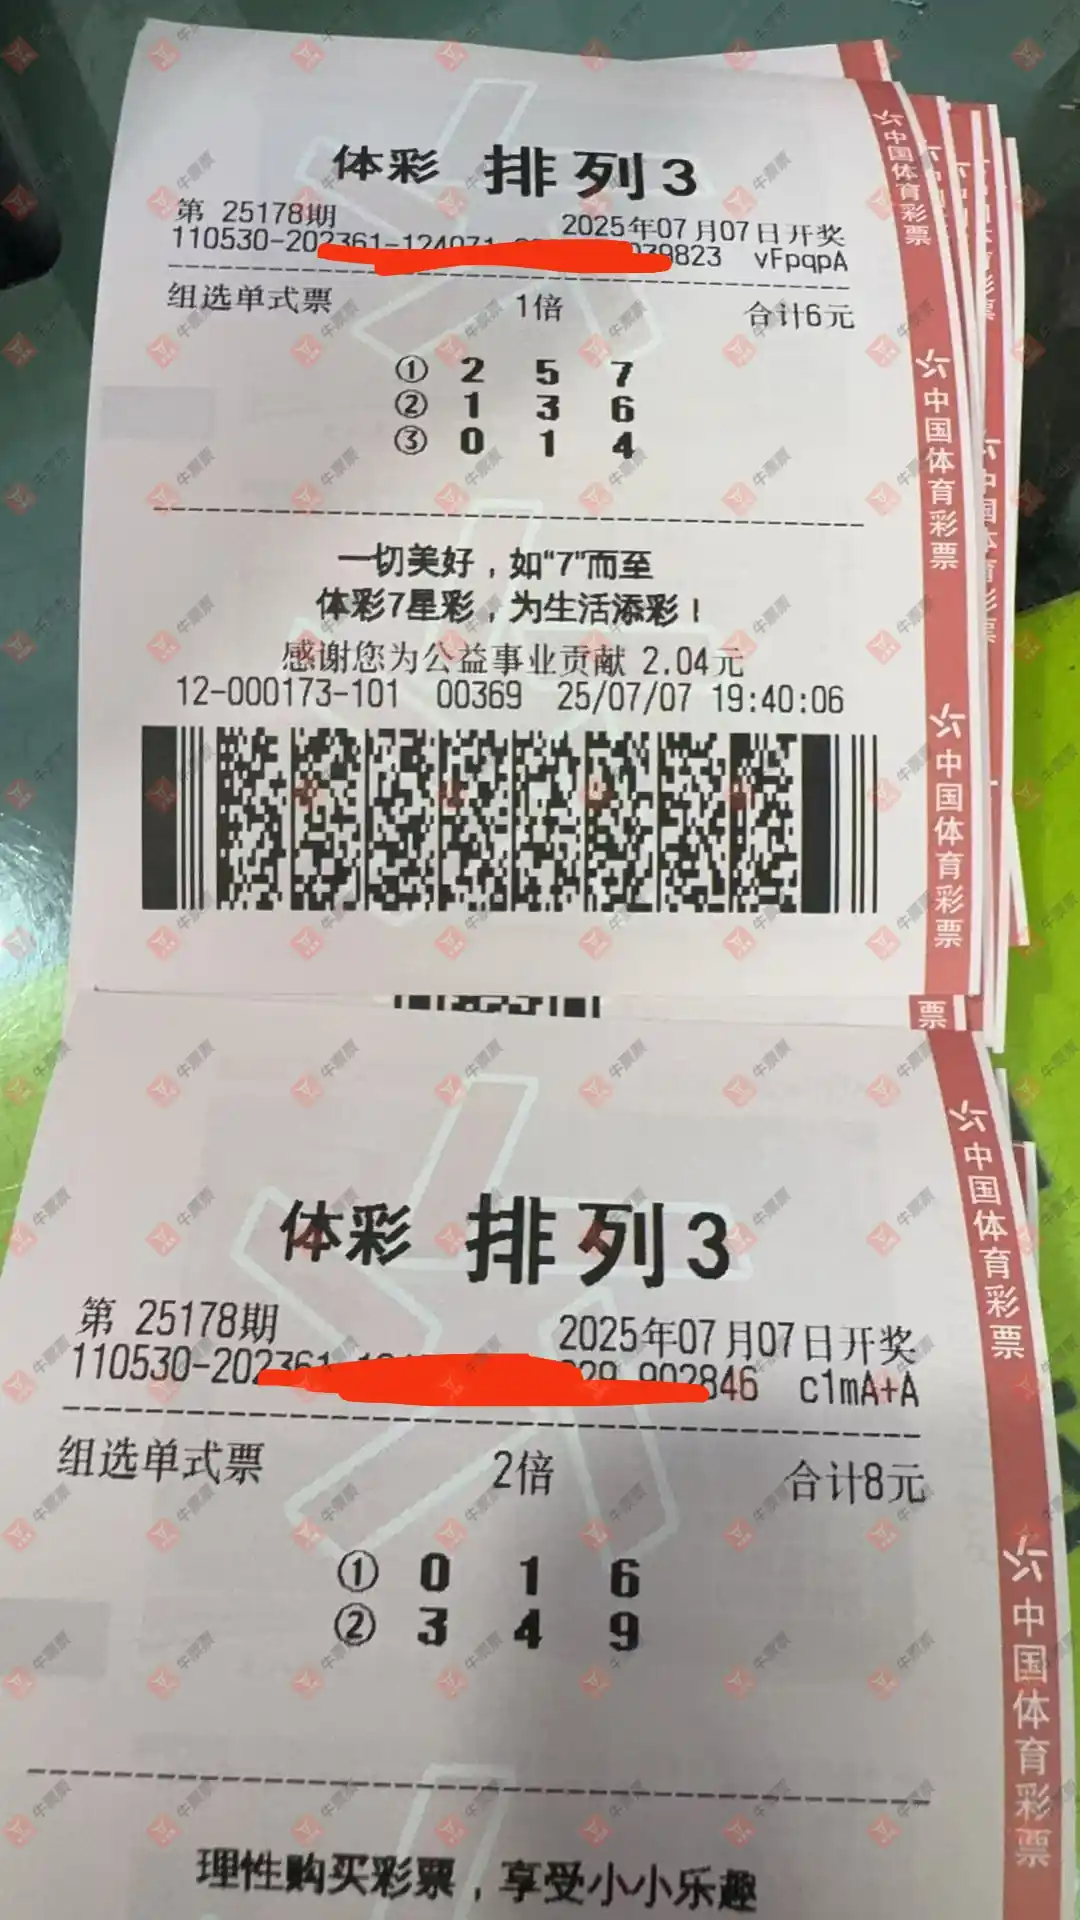 体彩 排列3
第 25178期 2025年07月07日开奖
110530-202361-124071 039823 vFpqpA
组选单式票 1倍 合计6元
① 2 5 7
② 1 3 6
③ 0 1 4
一切美好，如“7”而至
体彩7星彩，为生活添彩！
感谢您为公益事业贡献 2.04元
12-000173-101 00369 25/07/07 19:40:06
中国体育彩票
中国体育彩票
中国体育彩票
票
体彩 排列3
第 25178期 2025年07月07日开奖
110530-202361 902846 c1mA+A
组选单式票 2倍 合计8元
① 0 1 6
② 3 4 9
理性购买彩票，享受小小乐趣
中国体育彩票
中国体育彩票
牛票票